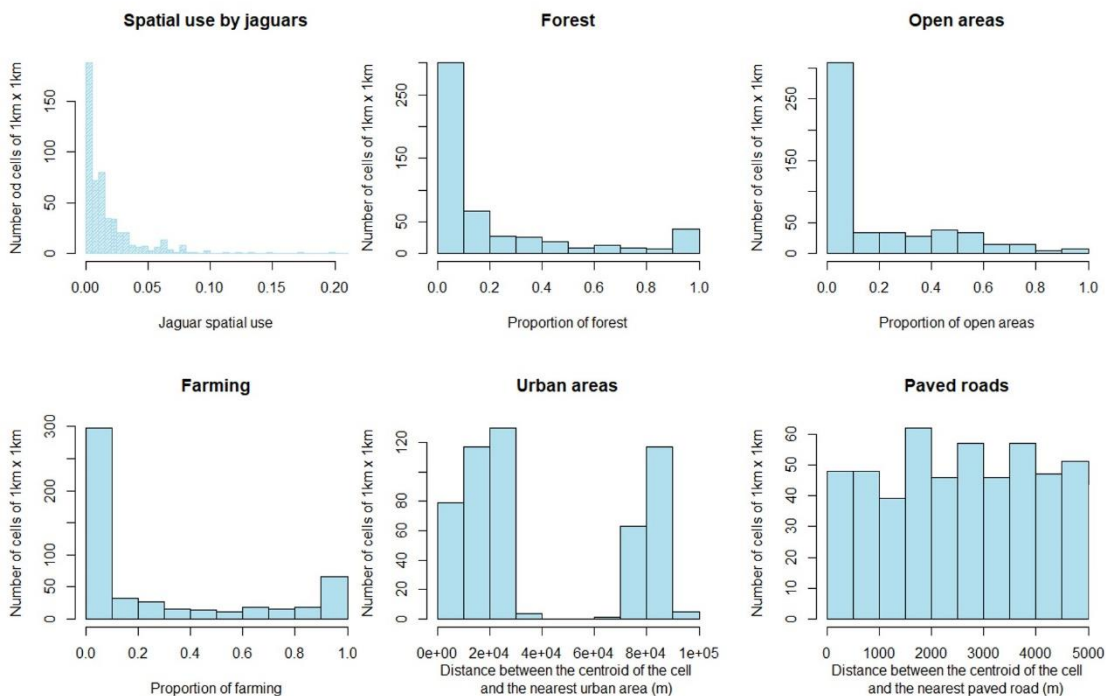 Spatial use by jaguars
Number od cells of 1km x 1km
150
100
50
0
0.00 0.05 0.10 0.15 0.20
Jaguar spatial use
Forest
Number of cells of 1km x 1km
250
150
50
0
0.0 0.2 0.4 0.6 0.8 1.0
Proportion of forest
Open areas
Number of cells of 1km x 1km
250
150
50
0
0.0 0.2 0.4 0.6 0.8 1.0
Proportion of open areas
Farming
Number of cells of 1km x 1km
300
200
100
50
0
0.0 0.2 0.4 0.6 0.8 1.0
Proportion of farming
Urban areas
Number of cells of 1km x 1km
120
80
60
40
20
0
0e+00 2e+04 4e+04 6e+04 8e+04 1e+05
Distance between the centroid of the cell
and the nearest urban area (m)
Paved roads
Number of cells of 1km x 1km
60
50
40
30
20
10
0
0 1000 2000 3000 4000 5000
Distance between the centroid of the cell
and the nearest paved road (m)